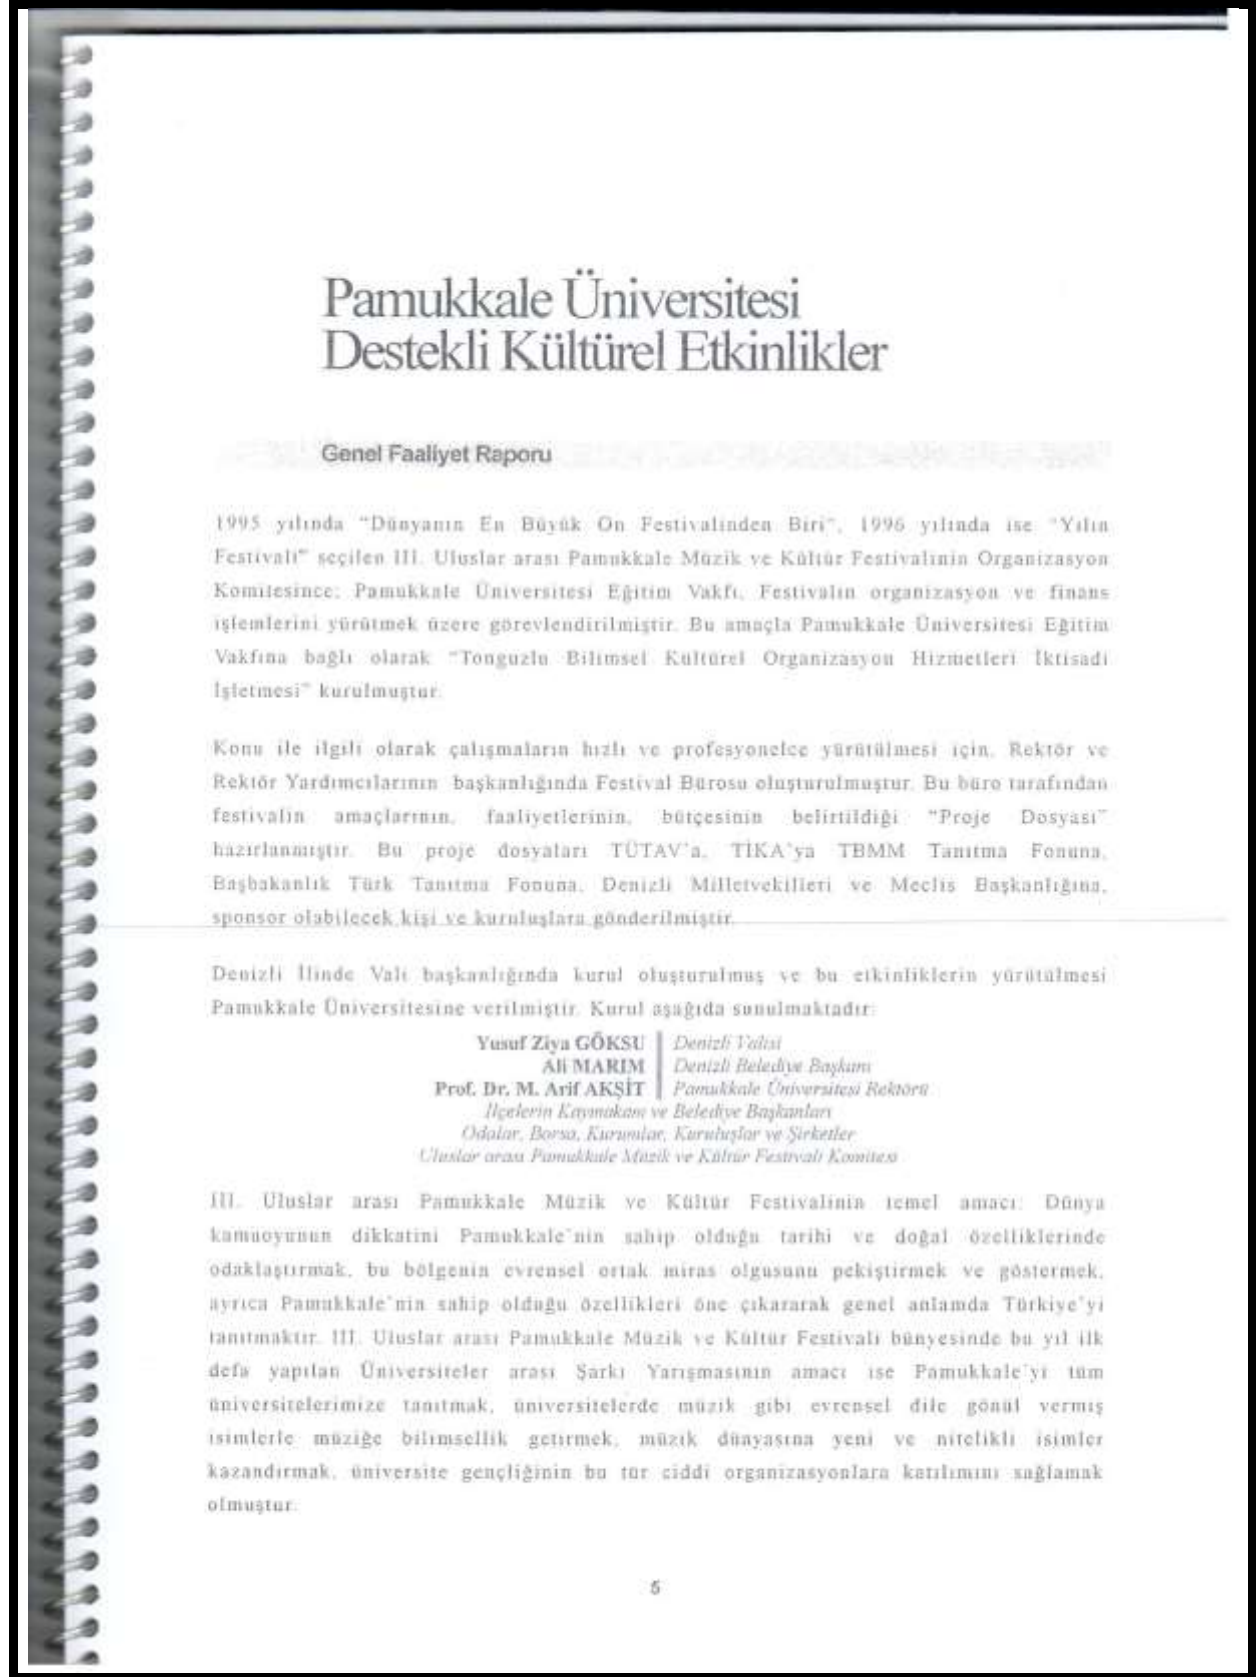 Pamukkale Üniversitesi
Destekli Kültürel Etkinlikler
Genel Faaliyet Raporu
1995 yılında "Dünyanın En Büyük On Festivalinden Biri", 1996 yılında ise "Yılın
Festivali" seçilen III. Uluslar arası Pamukkale Müzik ve Kültür Festivalinin Organizasyon
Komitesince; Pamukkale Üniversitesi Eğitim Vakfı, Festivalin organizasyon ve finans
işlemlerini yürütmek üzere görevlendirilmiştir. Bu amaçla Pamukkale Üniversitesi Eğitim
Vakfına bağlı olarak "Tonguzlu Bilimsel Kültürel Organizasyon Hizmetleri İktisadi
İşletmesi" kurulmuştur.
Konu ile ilgili olarak çalışmaların hızlı ve profesyonelce yürütülmesi için, Rektör ve
Rektör Yardımcılarının başkanlığında Festival Bürosu oluşturulmuştur. Bu büro tarafından
festivalin amaçlarının, faaliyetlerinin, bütçesinin belirtildiği "Proje Dosyası"
hazırlanmıştır. Bu proje dosyaları TÜTAV'a, TİKA'ya TBMM Tanıtma Fonuna,
Başbakanlık Türk Tanıtma Fonuna, Denizli Milletvekilleri ve Meclis Başkanlığına,
sponsor olabilecek kişi ve kuruluşlara gönderilmiştir.
Denizli İlinde Vali başkanlığında kurul oluşturulmuş ve bu etkinliklerin yürütülmesi
Pamukkale Üniversitesine verilmiştir. Kurul aşağıda sunulmaktadır:
Yusuf Ziya GÖKSU Denizli Valisi
Ali MARIM Denizli Belediye Başkanı
Prof. Dr. M. Arif AKŞİT Pamukkale Üniversitesi Rektörü
İlçelerin Kaymakam ve Belediye Başkanları
Odalar, Borsa, Kurumlar, Kuruluşlar ve Şirketler
Uluslar arası Pamukkale Müzik ve Kültür Festivali Komitesi
III. Uluslar arası Pamukkale Müzik ve Kültür Festivalinin temel amacı; Dünya
kamuoyunun dikkatini Pamukkale'nin sahip olduğu tarihi ve doğal özelliklerinde
odaklaştırmak, bu bölgenin evrensel ortak miras olgusunu pekiştirmek ve göstermek,
ayrıca Pamukkale'nin sahip olduğu özellikleri öne çıkararak genel anlamda Türkiye'yi
tanıtmaktır. III. Uluslar arası Pamukkale Müzik ve Kültür Festivali bünyesinde bu yıl ilk
defa yapılan Üniversiteler arası Şarkı Yarışmasının amacı ise Pamukkale'yi tüm
üniversitelerimize tanıtmak, üniversitelerde müzik gibi evrensel dile gönül vermiş
isimlerle müziğe bilimsellik getirmek, müzik dünyasına yeni ve nitelikli isimler
kazandırmak, üniversite gençliğinin bu tür ciddi organizasyonlara katılımını sağlamak
olmuştur.
5